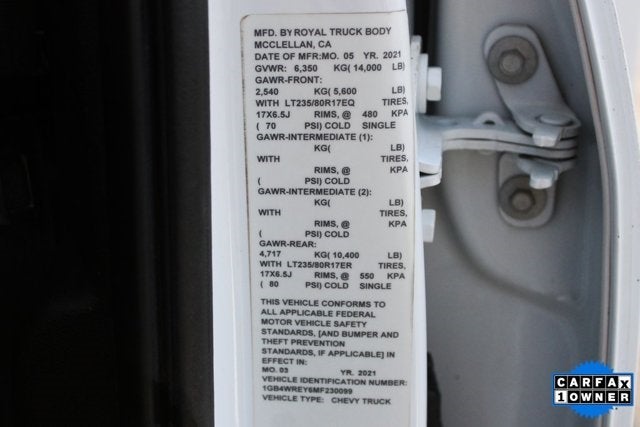 MFD. BY ROYAL TRUCK BODY
MCCLELLAN, CA
DATE OF MFR:MO. 05 YR. 2021
GVWR: 6,350 KG( 14,000 LB)
GAWR-FRONT:
2,540 KG( 5,600 LB)
WITH LT235/80R17EQ TIRES,
17X6.5J RIMS, @ 480 KPA
( 70 PSI) COLD SINGLE
GAWR-INTERMEDIATE (1):
KG( LB)
WITH TIRES,
RIMS, @ KPA
( PSI) COLD
GAWR-INTERMEDIATE (2):
KG( LB)
WITH TIRES,
RIMS, @ KPA
( PSI) COLD
GAWR-REAR:
4,717 KG( 10,400 LB)
WITH LT235/80R17ER TIRES,
17X6.5J RIMS, @ 550 KPA
( 80 PSI) COLD SINGLE
THIS VEHICLE CONFORMS TO
ALL APPLICABLE FEDERAL
MOTOR VEHICLE SAFETY
STANDARDS, [AND BUMPER AND
THEFT PREVENTION
STANDARDS, IF APPLICABLE] IN
EFFECT IN:
MO. 03 YR. 2021
VEHICLE IDENTIFICATION NUMBER:
1GB4WREY6MF230099
VEHICLE TYPE: CHEVY TRUCK
CARFAX
1 OWNER